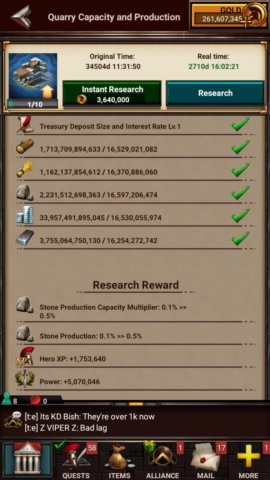 Quarry Capacity and Production
GOLD
261,607,345
Original Time:
34504d 11:31:50
Real time:
2710d 16:02:21
1/10
Instant Research
3,640,000
Research
Treasury Deposit Size and Interest Rate Lv.1
1,713,709,894,633 / 16,529,021,082
1,162,137,854,612 / 16,370,886,060
2,231,512,698,363 / 16,597,206,474
33,957,491,895,045 / 16,530,055,974
3,755,064,750,130 / 16,254,272,742
Research Reward
Stone Production Capacity Multiplier: 0.1% >>
0.5%
Stone Production: 0.1% >> 0.5%
Hero XP: +1,753,640
Power: +5,070,046
8
0
[t:e] Its KD Bish: They're over 1k now
[t:e] Z VIPER Z: Bad lag
58
1
17
1
QUESTS
ITEMS
ALLIANCE
MAIL
MORE